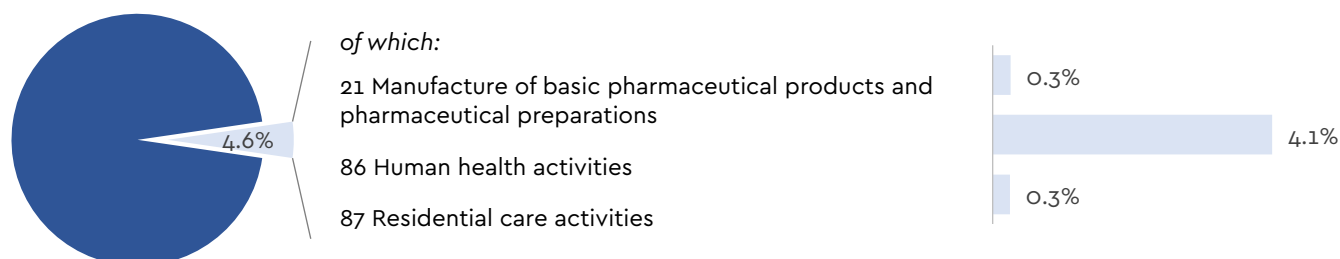 of which:
21 Manufacture of basic pharmaceutical products and
pharmaceutical preparations
86 Human health activities
87 Residential care activities
4.6%
0.3%
4.1%
0.3%